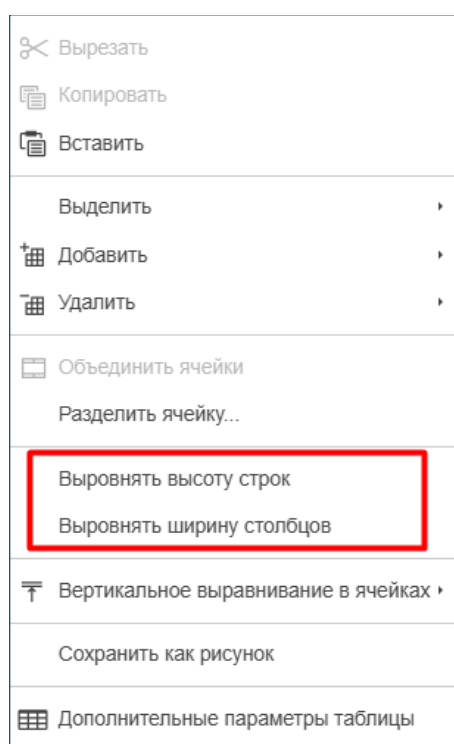 Вырезать
Копировать
Вставить
Выделить
Добавить
Удалить
Объединить ячейки
Разделить ячейку...
Выровнять высоту строк
Выровнять ширину столбцов
Вертикальное выравнивание в ячейках
Сохранить как рисунок
Дополнительные параметры таблицы